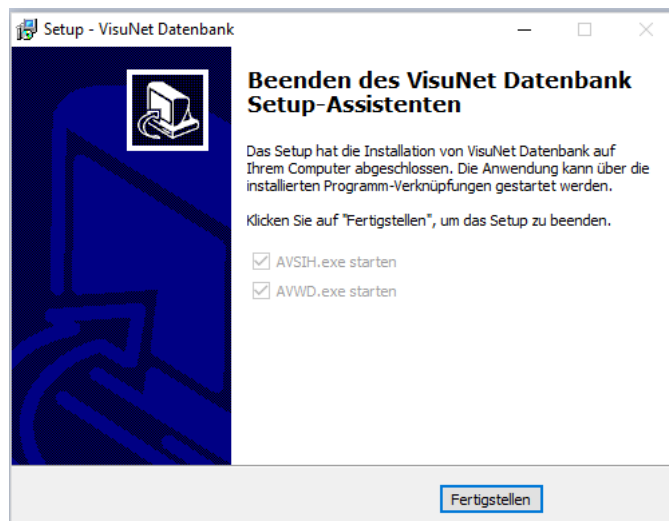 Setup - VisuNet Datenbank
Beenden des VisuNet Datenbank
Setup-Assistenten
Das Setup hat die Installation von VisuNet Datenbank auf
Ihrem Computer abgeschlossen. Die Anwendung kann über die
installierten Programm-Verknüpfungen gestartet werden.
Klicken Sie auf "Fertigstellen", um das Setup zu beenden.
AVSIH.exe starten
AVWD.exe starten
Fertigstellen